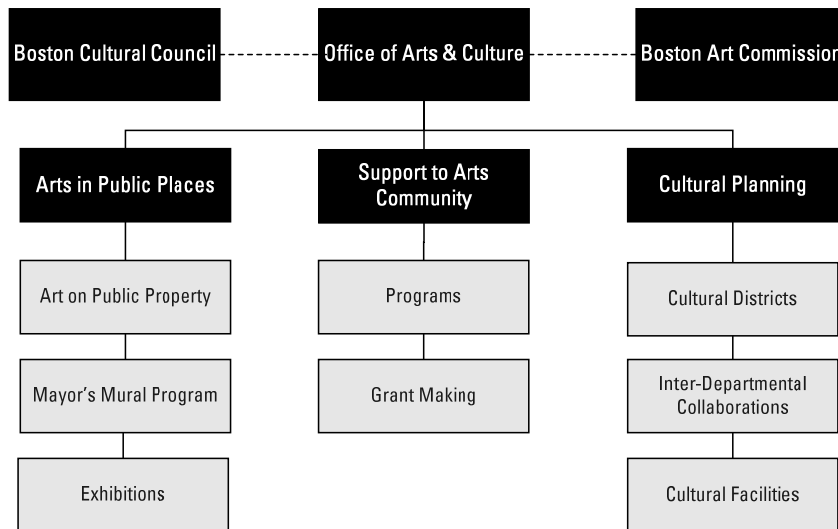 Boston Cultural Council
Office of Arts & Culture
Boston Art Commission
Arts in Public Places
Support to Arts
Community
Cultural Planning
Art on Public Property
Programs
Cultural Districts
Mayor's Mural Program
Grant Making
Inter-Departmental
Collaborations
Exhibitions
Cultural Facilities